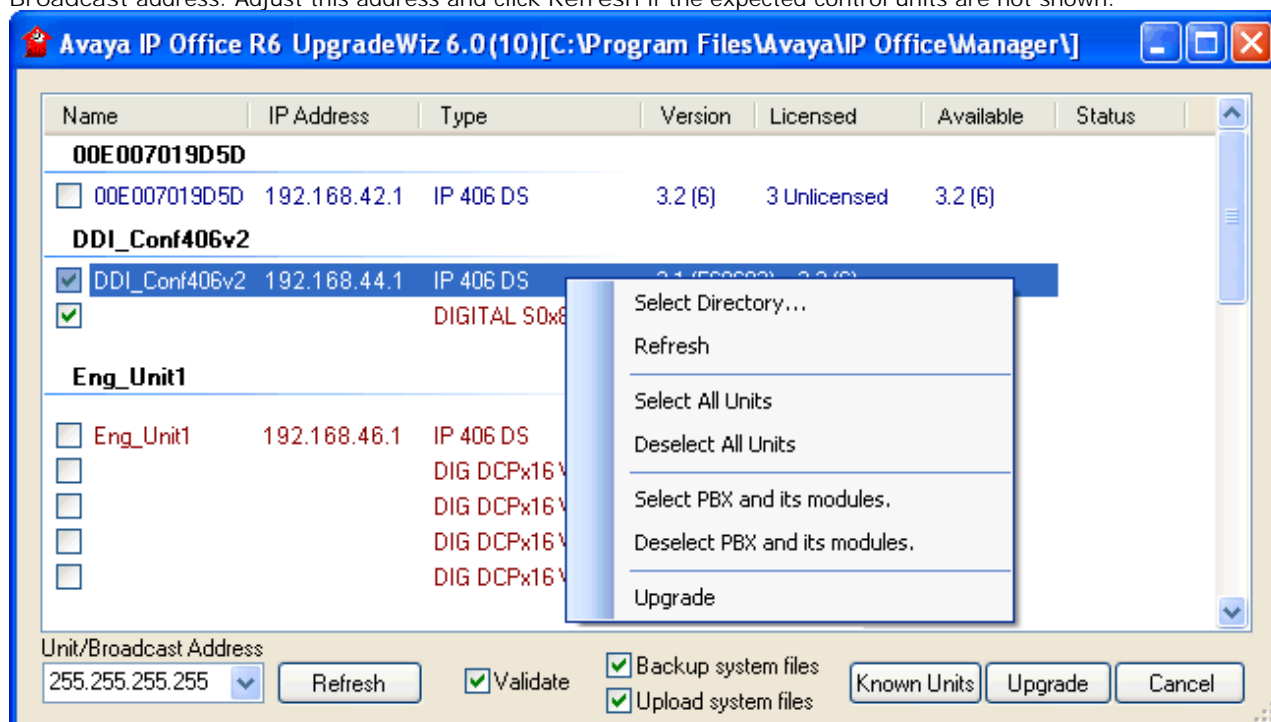 Broadcast address. Adjust this address and click Refresh if the expected control units are not shown.
Avaya IP Office R6 UpgradeWiz 6.0(10)[C:\Program Files\Avaya\IP Office\Manager\]
Name IP Address Type Version Licensed Available Status
00E007019D5D
00E007019D5D 192.168.42.1 IP 406 DS 3.2 (6) 3 Unlicensed 3.2 (6)
DDI_Conf406v2
DDI_Conf406v2 192.168.44.1 IP 406 DS
DIGITAL S0x8
Eng_Unit1
Eng_Unit1 192.168.46.1 IP 406 DS
DIG DCPx16 V
DIG DCPx16 V
DIG DCPx16 V
DIG DCPx16 V
Select Directory...
Refresh
Select All Units
Deselect All Units
Select PBX and its modules.
Deselect PBX and its modules.
Upgrade
Unit/Broadcast Address
255.255.255.255 Refresh Validate
Backup system files
Upload system files
Known Units Upgrade Cancel